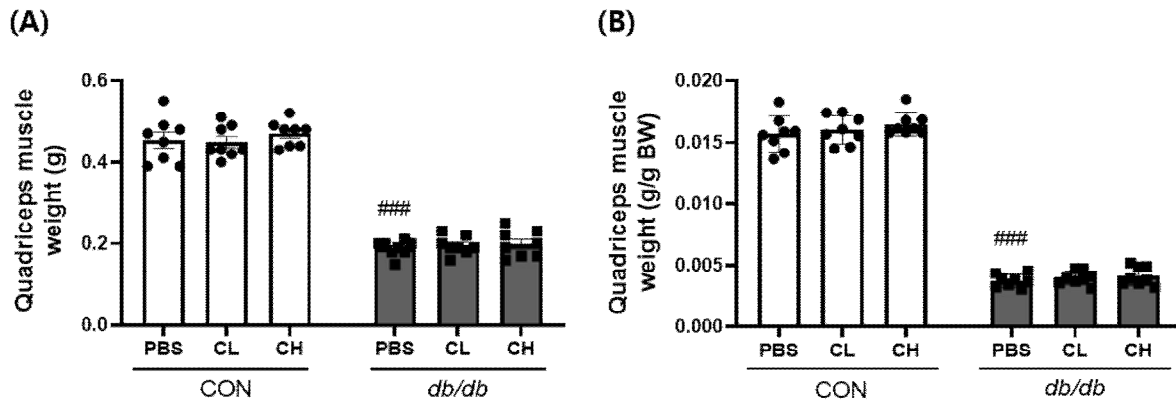 (A)
Quadriceps muscle
weight (g)
0.6
0.4
0.2
0.0
###
PBS CL CH PBS CL CH
CON db/db
(B)
Quadriceps muscle
weight (g/g BW)
0.020
0.015
0.010
0.005
0.000
###
PBS CL CH PBS CL CH
CON db/db